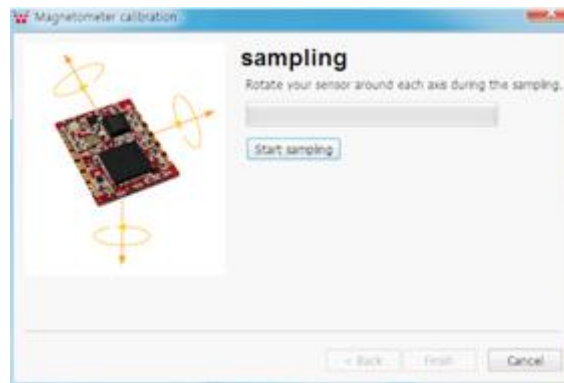 Magnetometer calibration
sampling
Rotate your sensor around each axis during the sampling.
Start sampling
< Back
Finish
Cancel